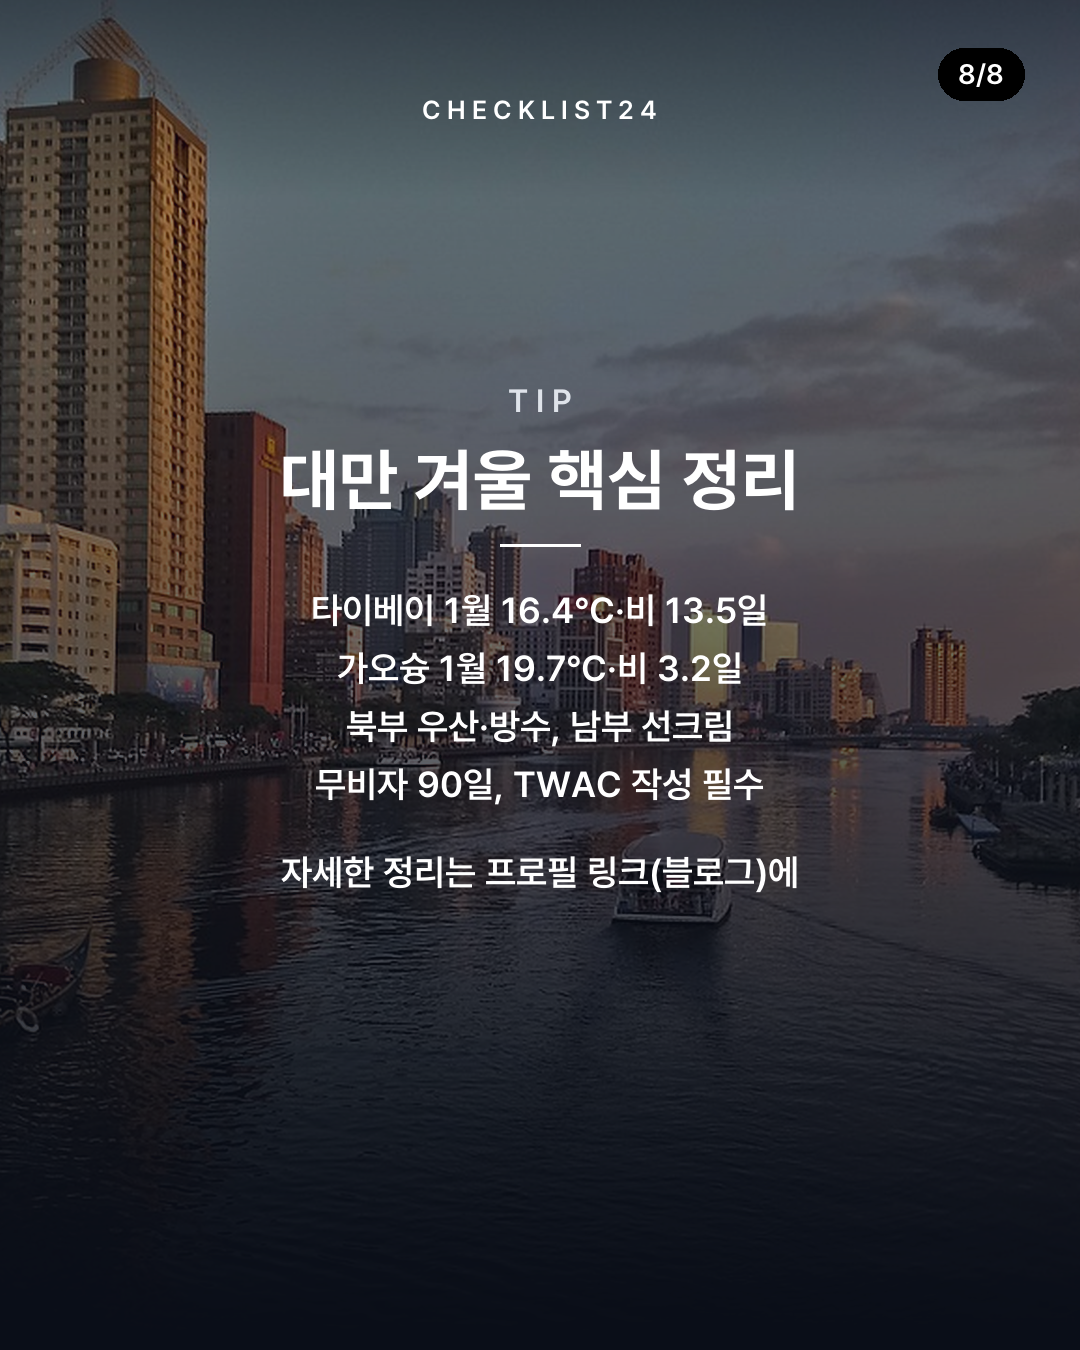 8/8
CHECKLIST24
TIP
대만 겨울 핵심 정리
타이베이 1월 16.4°C·비 13.5일
가오슝 1월 19.7°C·비 3.2일
북부 우산·방수, 남부 선크림
무비자 90일, TWAC 작성 필수
자세한 정리는 프로필 링크(블로그)에